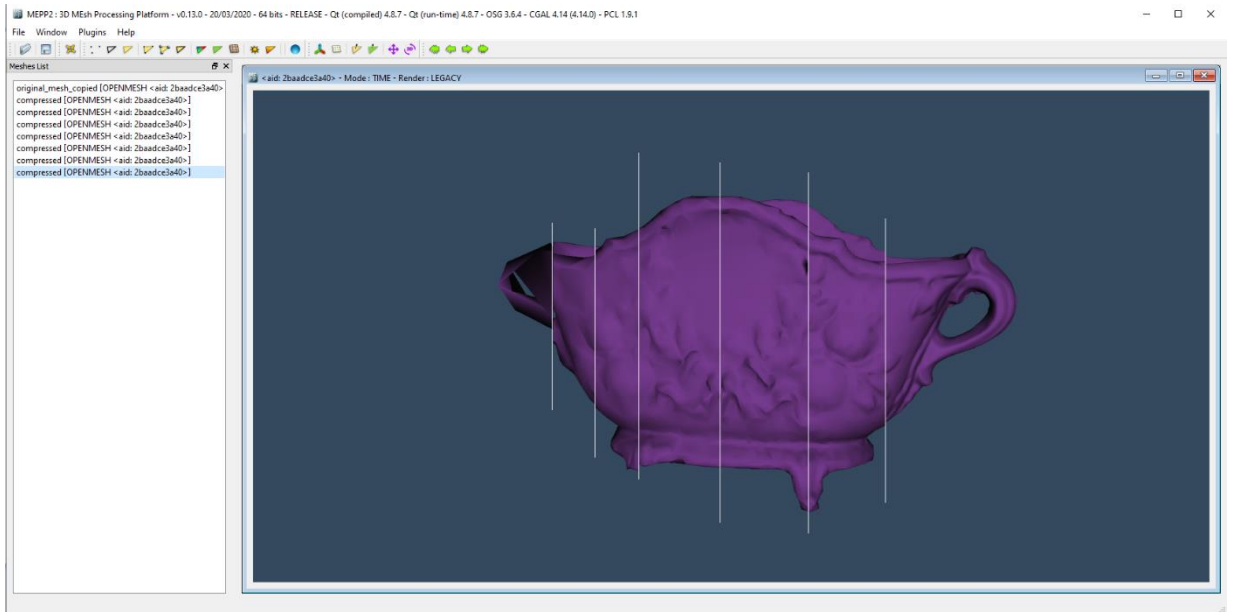 MEPP2 : 3D MEsh Processing Platform - v0.13.0 - 20/03/2020 - 64 bits - RELEASE - Qt (compiled) 4.8.7 - Qt (run-time) 4.8.7 - OSG 3.6.4 - CGAL 4.14 (4.14.0) - PCL 1.9.1
File Window Plugins Help
Meshes List
<aid: 2baadce3a40> - Mode : TIME - Render : LEGACY
original_mesh_copied [OPENMESH <aid: 2baadce3a40>
compressed [OPENMESH <aid: 2baadce3a40>]
compressed [OPENMESH <aid: 2baadce3a40>]
compressed [OPENMESH <aid: 2baadce3a40>]
compressed [OPENMESH <aid: 2baadce3a40>]
compressed [OPENMESH <aid: 2baadce3a40>]
compressed [OPENMESH <aid: 2baadce3a40>]
compressed [OPENMESH <aid: 2baadce3a40>]